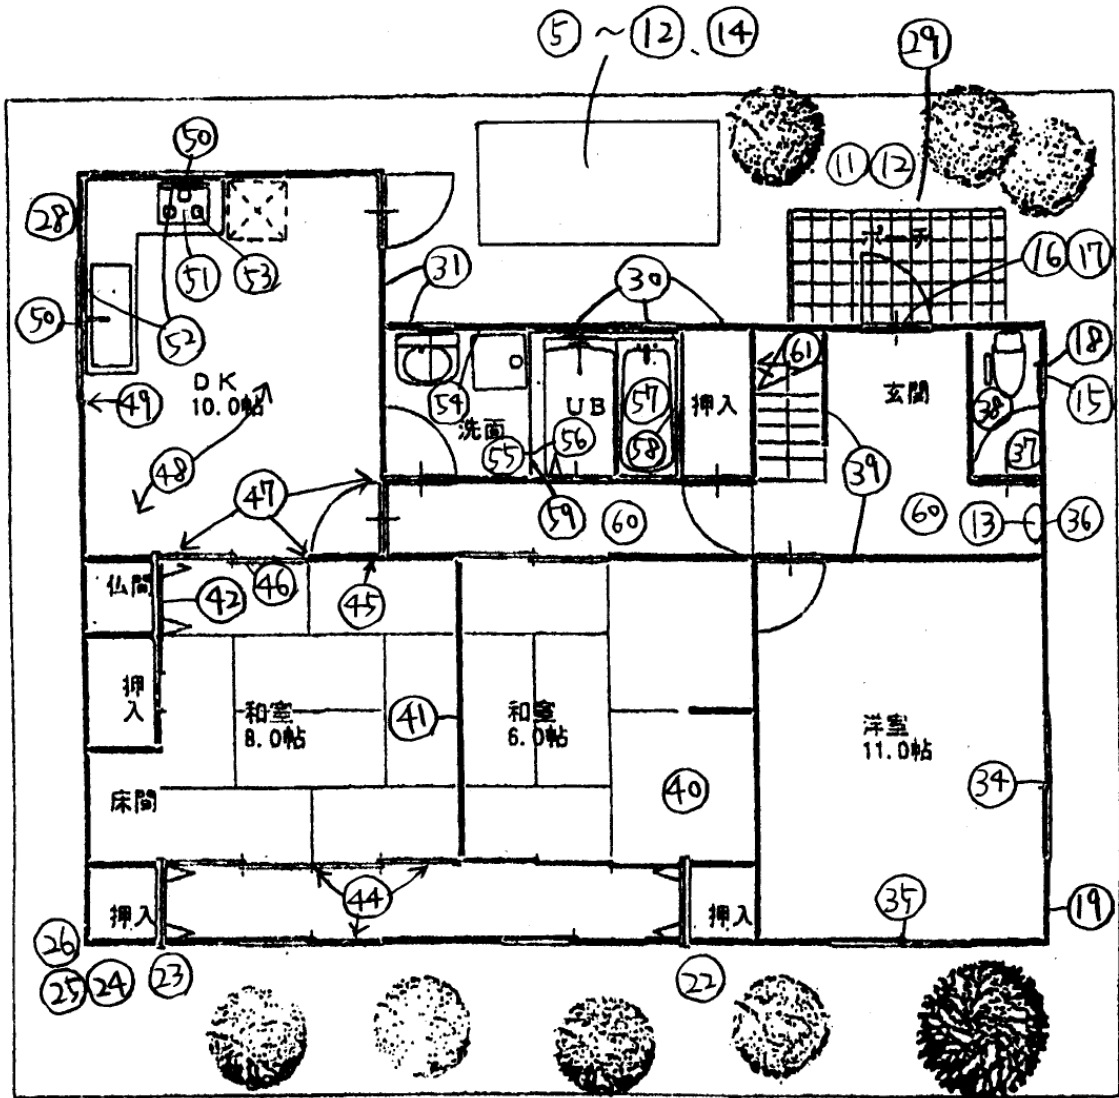 ⑤〜⑫、⑭
㉙
㊿
⑪⑫
㉘
ポーチ
⑯⑰
51
53
㉛
㉚
㊿
52
61
⑱
DK
10.0帖
㊾
54
洗面
UB
57
押入
玄関
㊳
⑮
55
56
58
㊲
㊽
㊼
59
60
㊴
60
⑬
㊱
仏間
㊷
㊻
㊺
押入
和室
8.0帖
㊶
和室
6.0帖
洋室
11.0帖
㊵
㉞
床間
押入
㊹
押入
㉟
⑲
㉖
㉕㉔
㉓
㉒